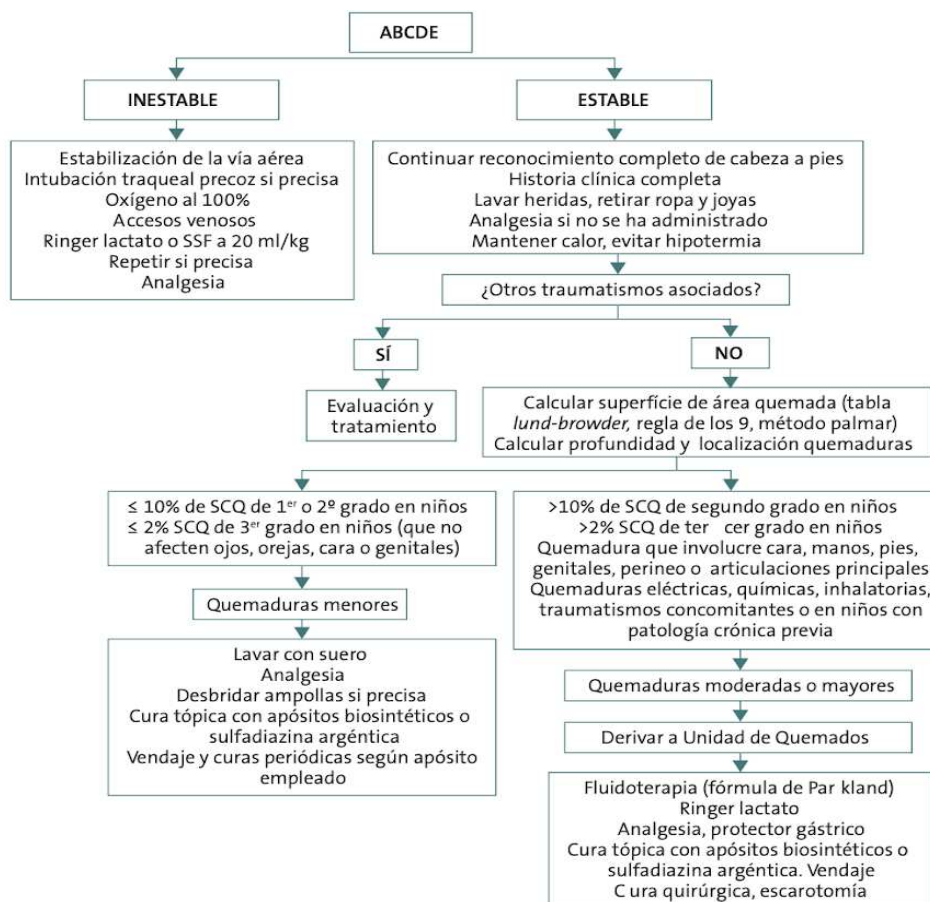 ABCDE
INESTABLE
Estabilización de la vía aérea
Intubación traqueal precoz si precisa
Oxígeno al 100%
Accesos venosos
Ringer lactato o SSF a 20 ml/kg
Repetir si precisa
Analgesia
ESTABLE
Continuar reconocimiento completo de cabeza a pies
Historia clínica completa
Lavar heridas, retirar ropa y joyas
Analgesia si no se ha administrado
Mantener calor, evitar hipotermia
¿Otros traumatismos asociados?
SÍ
Evaluación y
tratamiento
NO
Calcular superfície de área quemada (tabla
lund-browder, regla de los 9, método palmar)
Calcular profundidad y localización quemaduras
≤ 10% de SCQ de 1er o 2º grado en niños
≤ 2% SCQ de 3er grado en niños (que no
afecten ojos, orejas, cara o genitales)
Quemaduras menores
Lavar con suero
Analgesia
Desbridar ampollas si precisa
Cura tópica con apósitos biosintéticos o
sulfadiazina argéntica
Vendaje y curas periódicas según apósito
empleado
>10% de SCQ de segundo grado en niños
>2% SCQ de ter cer grado en niños
Quemadura que involucre cara, manos, pies,
genitales, perineo o articulaciones principales
Quemaduras eléctricas, químicas, inhalatorias,
traumatismos concomitantes o en niños con
patología crónica previa
Quemaduras moderadas o mayores
Derivar a Unidad de Quemados
Fluidoterapia (fórmula de Par kland)
Ringer lactato
Analgesia, protector gástrico
Cura tópica con apósitos biosintéticos o
sulfadiazina argéntica. Vendaje
C ura quirúrgica, escarotomía